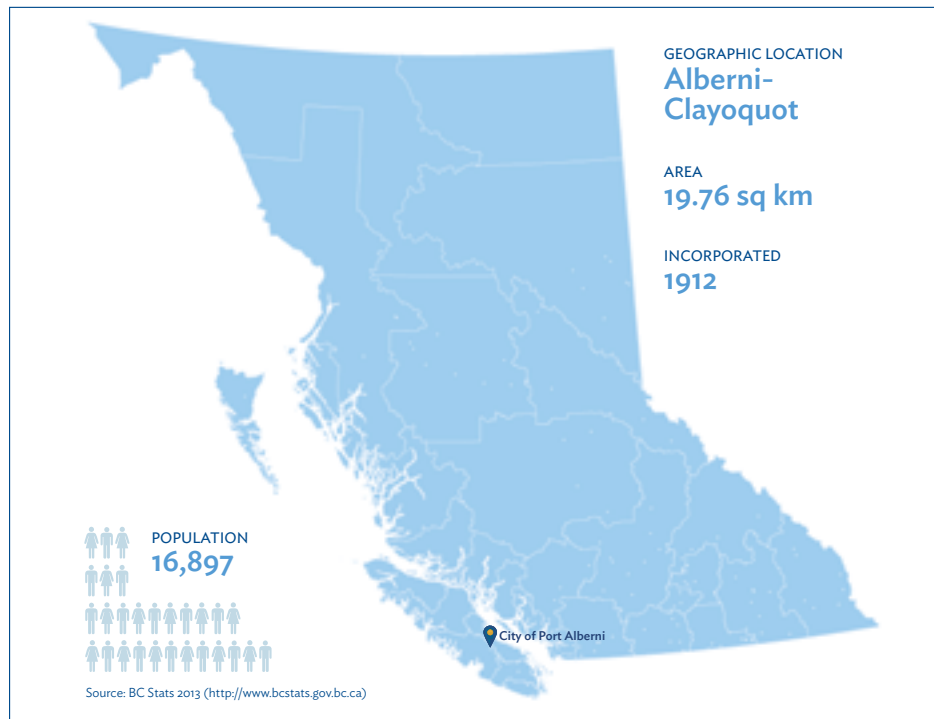 GEOGRAPHIC LOCATION
Alberni-
Clayoquot
AREA
19.76 sq km
INCORPORATED
1912
POPULATION
16,897
City of Port Alberni
Source: BC Stats 2013 (http://www.bcstats.gov.bc.ca)